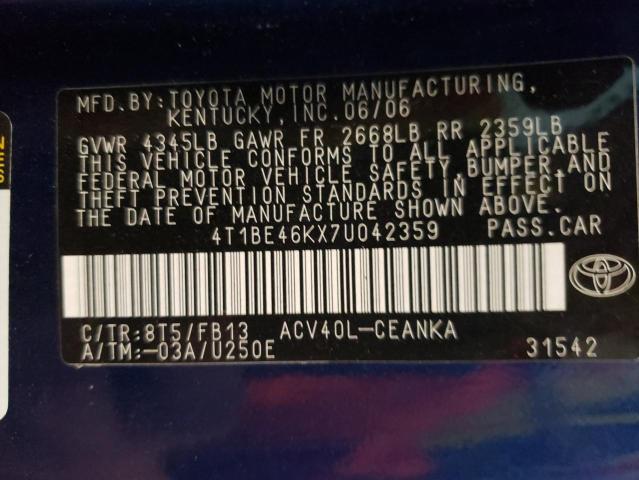 MFD.BY:TOYOTA MOTOR MANUFACTURING,
KENTUCKY,INC.06/06
GVWR 4345LB GAWR FR 2668LB RR 2359LB
THIS VEHICLE CONFORMS TO ALL APPLICABLE
FEDERAL MOTOR VEHICLE SAFETY,BUMPER,AND
THEFT PREVENTION STANDARDS IN EFFECT ON
THE DATE OF MANUFACTURE SHOWN ABOVE.
4T1BE46KX7U042359 PASS.CAR
C/TR:8T5/FB13 ACV40L-CEANKA
A/TM:-03A/U250E 31542